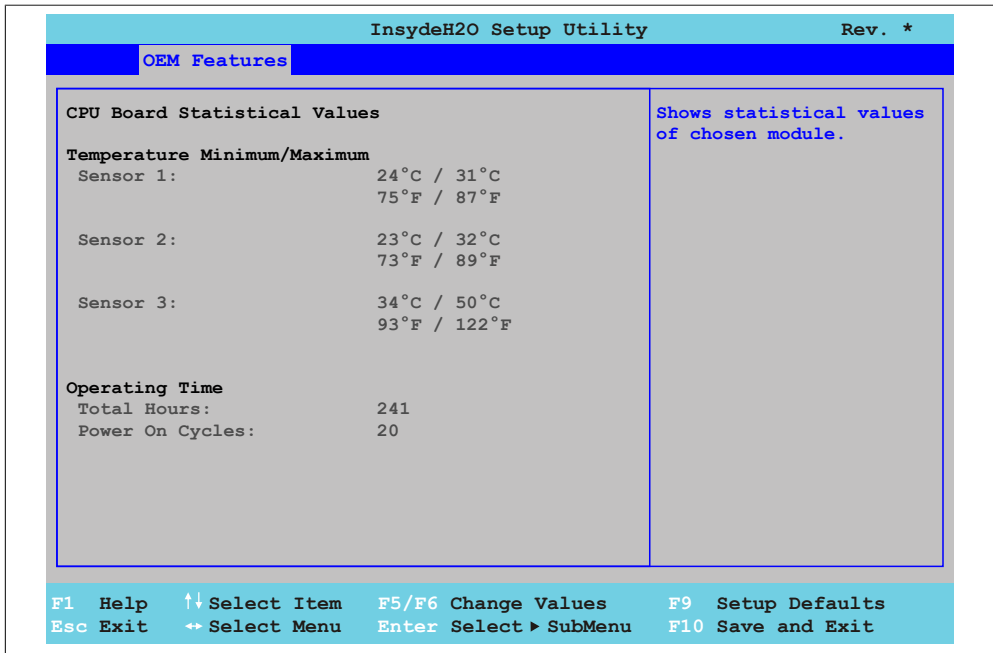 InsydeH2O Setup Utility Rev. *
OEM Features
CPU Board Statistical Values
Temperature Minimum/Maximum
Sensor 1: 24°C / 31°C
75°F / 87°F
Sensor 2: 23°C / 32°C
73°F / 89°F
Sensor 3: 34°C / 50°C
93°F / 122°F
Operating Time
Total Hours: 241
Power On Cycles: 20
Shows statistical values
of chosen module.
F1 Help ↑↓ Select Item F5/F6 Change Values F9 Setup Defaults
Esc Exit ↔ Select Menu Enter Select ▶ SubMenu F10 Save and Exit